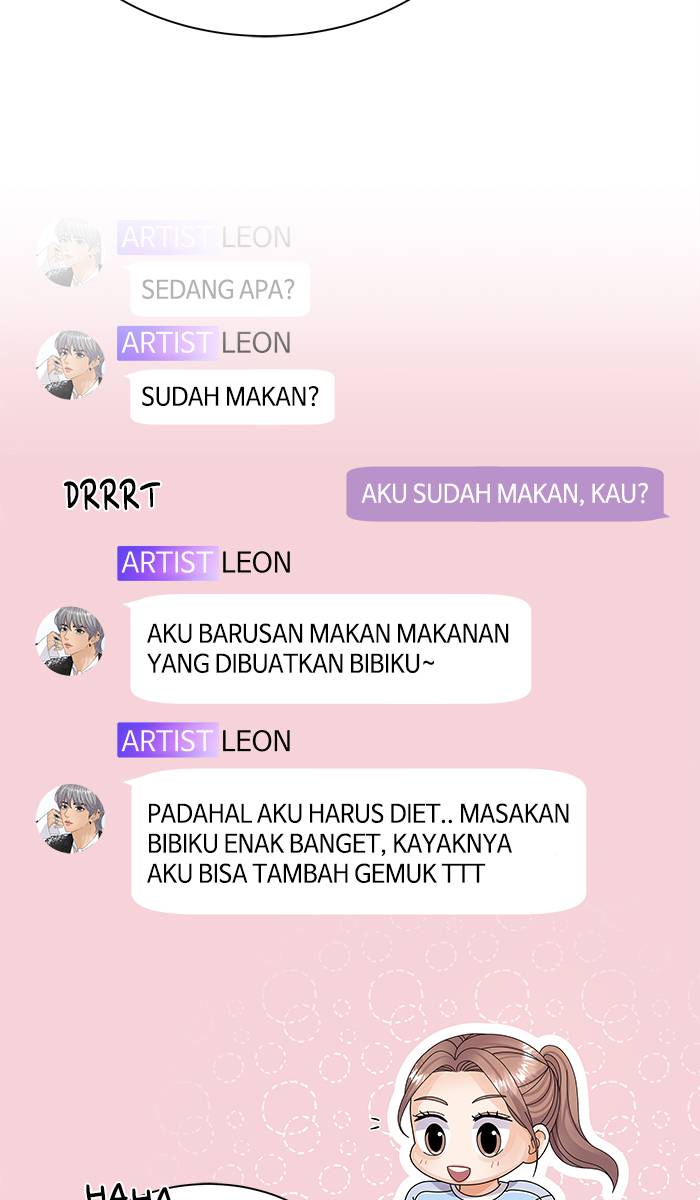 ARTIST LEON
SEDANG APA?
ARTIST LEON
SUDAH MAKAN?
DRRRT
AKU SUDAH MAKAN, KAU?
ARTIST LEON
AKU BARUSAN MAKAN MAKANAN
YANG DIBUATKAN BIBIKU~
ARTIST LEON
PADAHAL AKU HARUS DIET.. MASAKAN
BIBIKU ENAK BANGET, KAYAKNYA
AKU BISA TAMBAH GEMUK TTT
HAHA